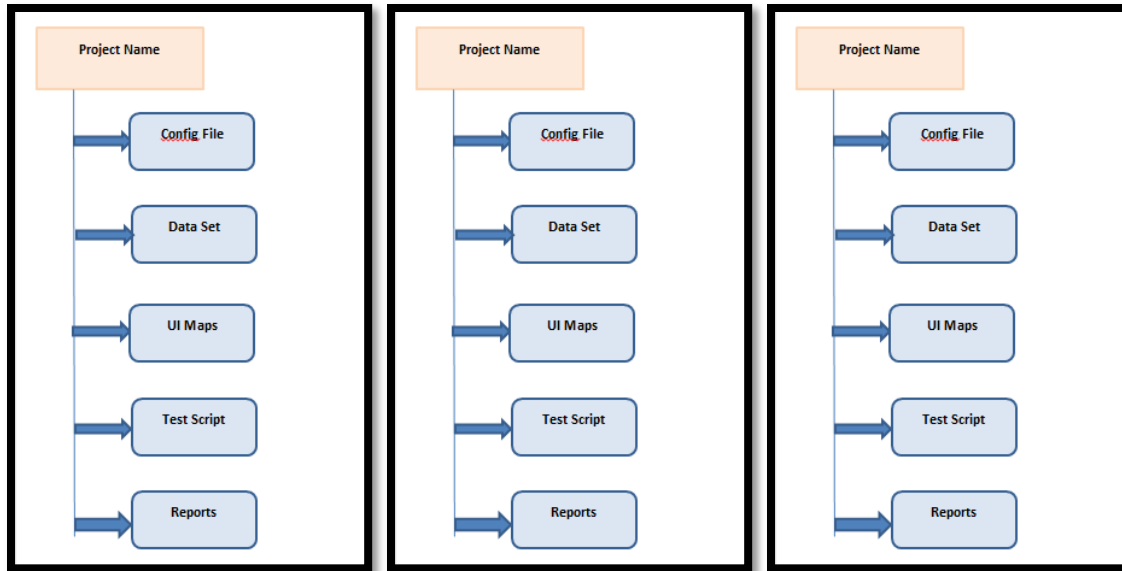 Project Name
Config File
Data Set
UI Maps
Test Script
Reports
Project Name
Config File
Data Set
UI Maps
Test Script
Reports
Project Name
Config File
Data Set
UI Maps
Test Script
Reports